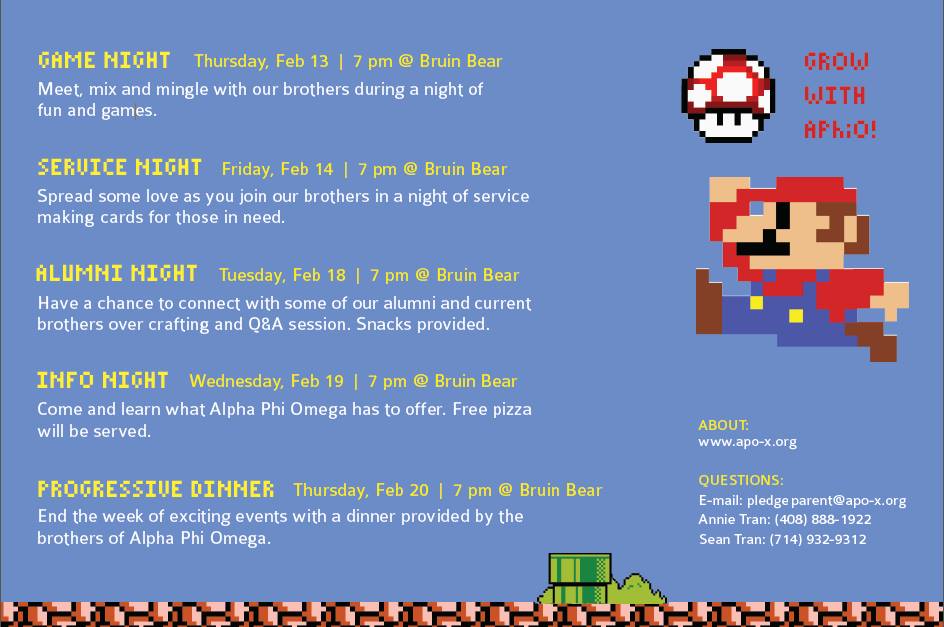 GAME NIGHT Thursday, Feb 13 | 7 pm @ Bruin Bear
Meet, mix and mingle with our brothers during a night of
fun and games.
SERVICE NIGHT Friday, Feb 14 | 7 pm @ Bruin Bear
Spread some love as you join our brothers in a night of service
making cards for those in need.
ALUMNI NIGHT Tuesday, Feb 18 | 7 pm @ Bruin Bear
Have a chance to connect with some of our alumni and current
brothers over crafting and Q&A session. Snacks provided.
INFO NIGHT Wednesday, Feb 19 | 7 pm @ Bruin Bear
Come and learn what Alpha Phi Omega has to offer. Free pizza
will be served.
PROGRESSIVE DINNER Thursday, Feb 20 | 7 pm @ Bruin Bear
End the week of exciting events with a dinner provided by the
brothers of Alpha Phi Omega.
GROW
WITH
APhiO!
ABOUT:
www.apo-x.org
QUESTIONS:
E-mail: pledgeparent@apo-x.org
Annie Tran: (408) 888-1922
Sean Tran: (714) 932-9312